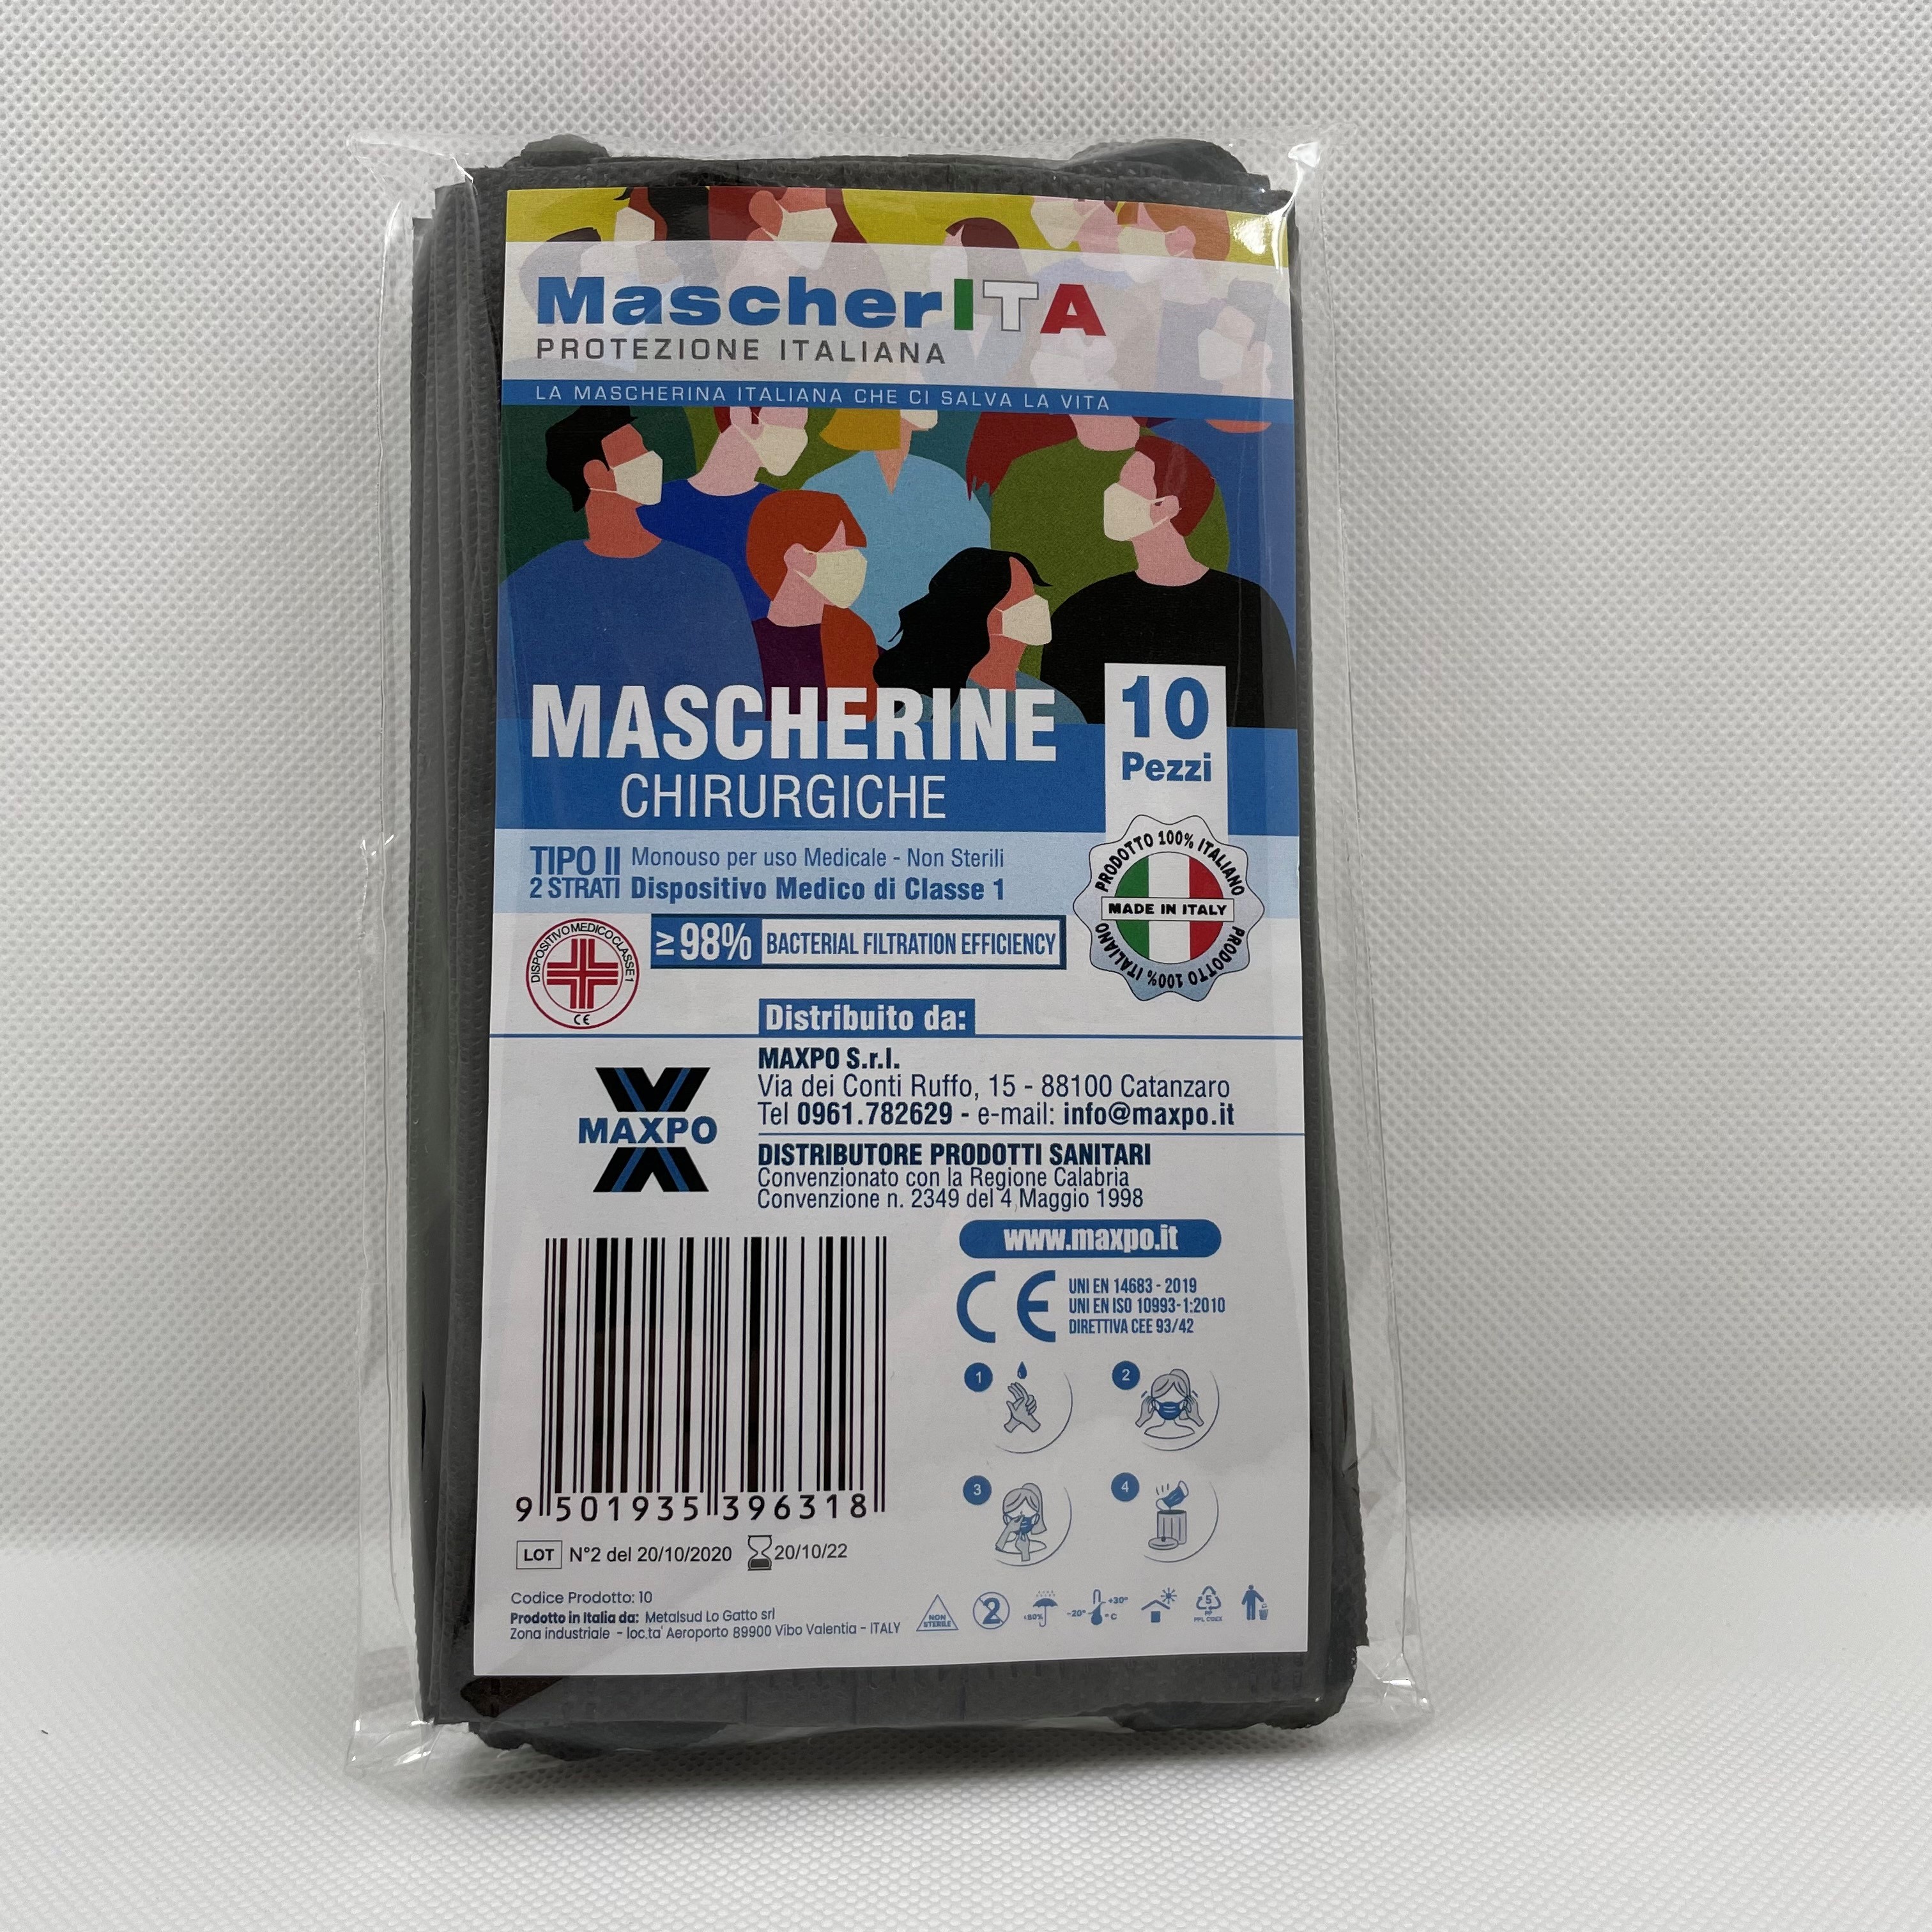 MascherITA
PROTEZIONE ITALIANA
LA MASCHERINA ITALIANA CHE CI SALVA LA VITA
MASCHERINE
CHIRURGICHE
10
Pezzi
TIPO II
2 STRATI
Monouso per uso Medicale - Non Sterili
Dispositivo Medico di Classe 1
PRODOTTO 100% ITALIANO
MADE IN ITALY
PRODOTTO 100% ITALIANO
DISPOSITIVO MEDICO CLASSE 1
CE
≥98% BACTERIAL FILTRATION EFFICIENCY
Distribuito da:
MAXPO
MAXPO S.r.l.
Via dei Conti Ruffo, 15 - 88100 Catanzaro
Tel 0961.782629 - e-mail: info@maxpo.it
DISTRIBUTORE PRODOTTI SANITARI
Convenzionato con la Regione Calabria
Convenzione n. 2349 del 4 Maggio 1998
www.maxpo.it
CE
UNI EN 14683 - 2019
UNI EN ISO 10993-1:2010
DIRETTIVA CEE 93/42
1
2
3
4
9 501935 396318
LOT N°2 del 20/10/2020 20/10/22
Codice Prodotto: 10
Prodotto in Italia da: Metalsud Lo Gatto srl
Zona industriale - loc.ta' Aeroporto 89900 Vibo Valentia - ITALY
NON
STERILE
2
≤80%
-20° +30°
°C
5
PP